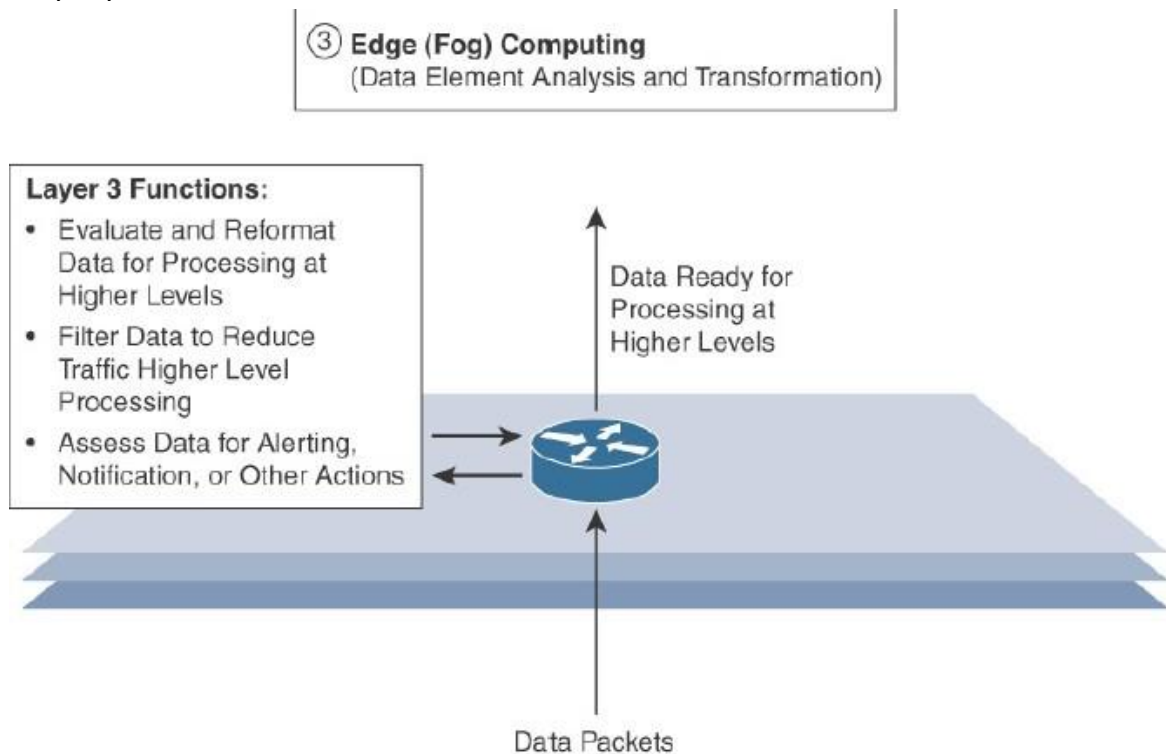 ③ Edge (Fog) Computing
(Data Element Analysis and Transformation)
Layer 3 Functions:
• Evaluate and Reformat
Data for Processing at
Higher Levels
• Filter Data to Reduce
Traffic Higher Level
Processing
• Assess Data for Alerting,
Notification, or Other Actions
Data Ready for
Processing at
Higher Levels
Data Packets